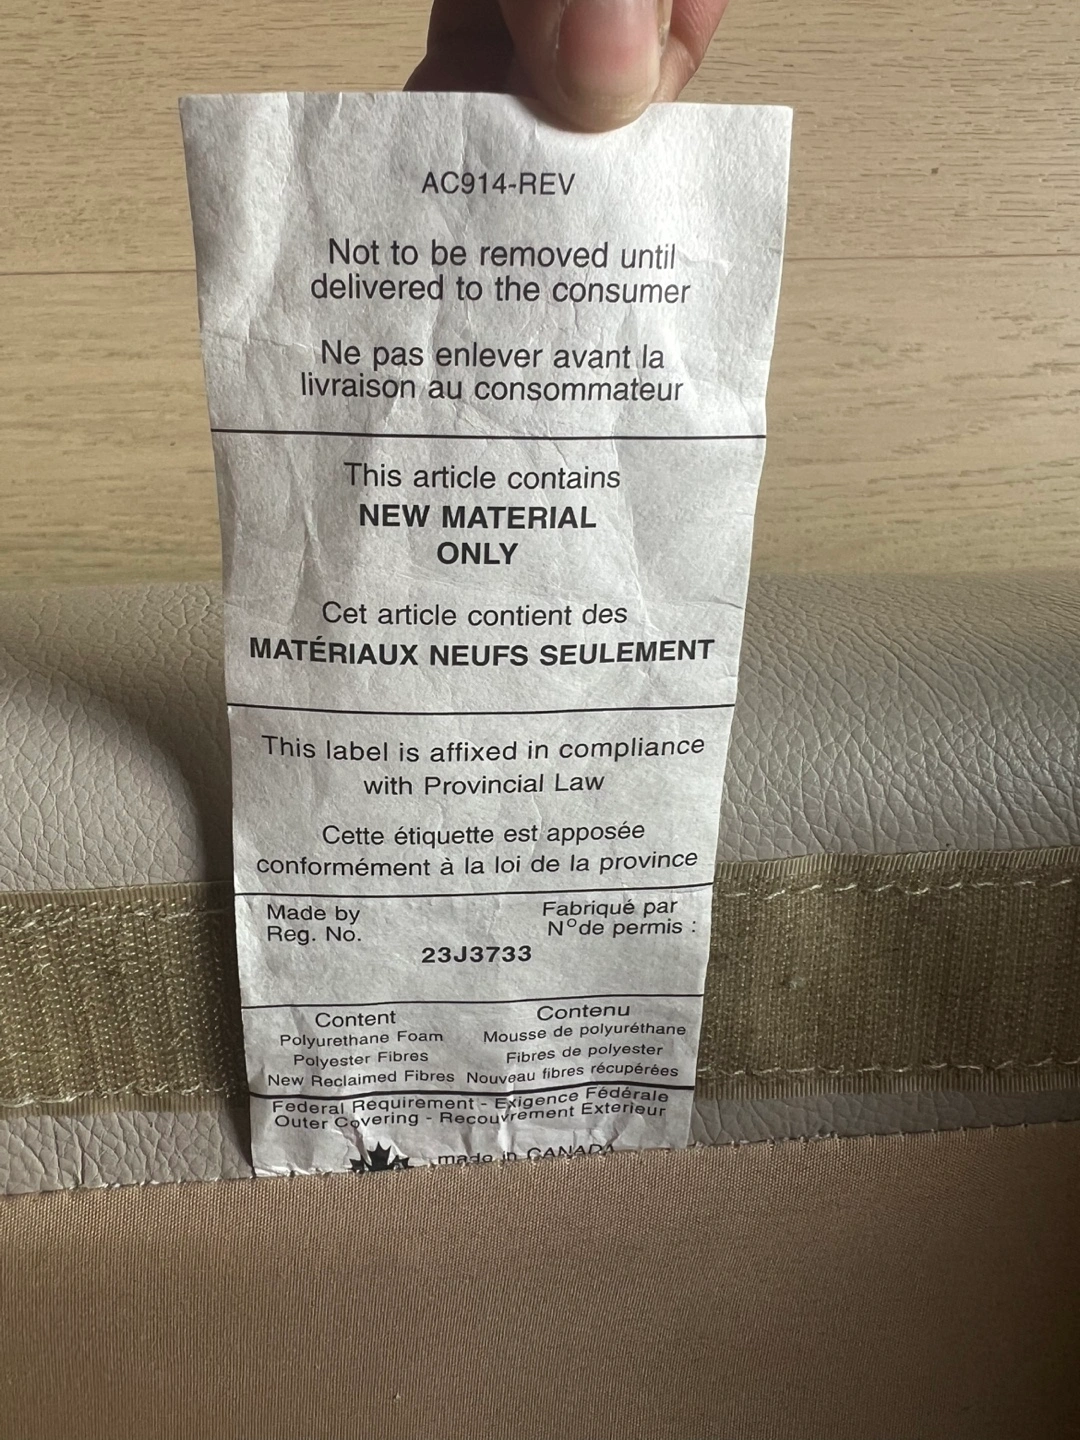 AC914-REV
Not to be removed until
delivered to the consumer
Ne pas enlever avant la
livraison au consommateur
This article contains
NEW MATERIAL
ONLY
Cet article contient des
MATÉRIAUX NEUFS SEULEMENT
This label is affixed in compliance
with Provincial Law
Cette étiquette est apposée
conformément à la loi de la province
Made by Fabriqué par
Reg. No. N° de permis :
23J3733
Content Contenu
Polyurethane Foam Mousse de polyuréthane
Polyester Fibres Fibres de polyester
New Reclaimed Fibres Nouveau fibres récupérées
Federal Requirement - Exigence Fédérale
Outer Covering - Recouvrement Exterieur
made in CANADA